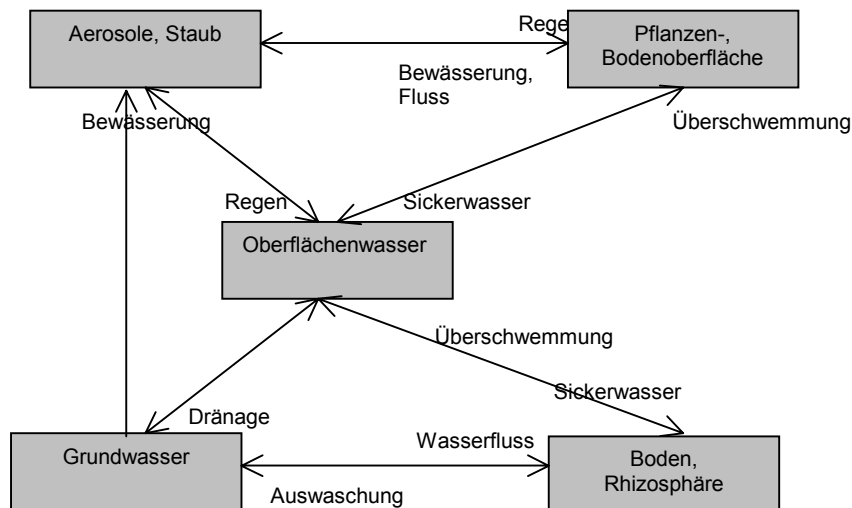 Aerosole, Staub
Rege
Pflanzen-,
Bodenoberfläche
Bewässerung,
Fluss
Bewässerung
Überschwemmung
Regen
Sickerwasser
Oberflächenwasser
Überschwemmung
Sickerwasser
Dränage
Wasserfluss
Grundwasser
Boden,
Rhizosphäre
Auswaschung